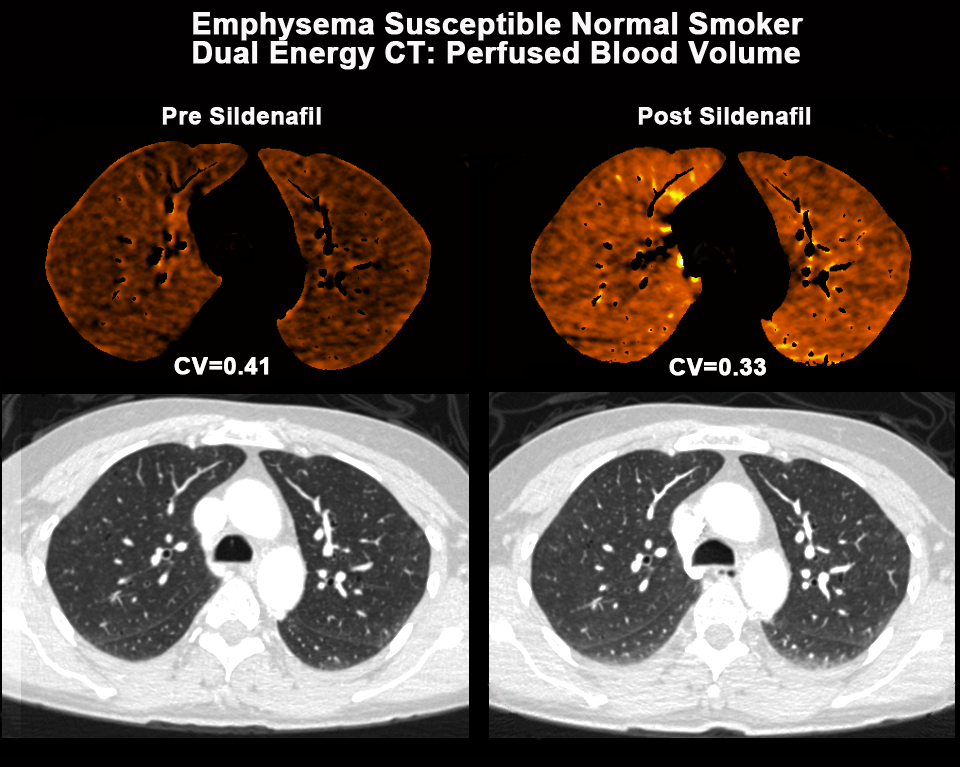 Emphysema Susceptible Normal Smoker
Dual Energy CT: Perfused Blood Volume
Pre Sildenafil
Post Sildenafil
CV=0.41
CV=0.33